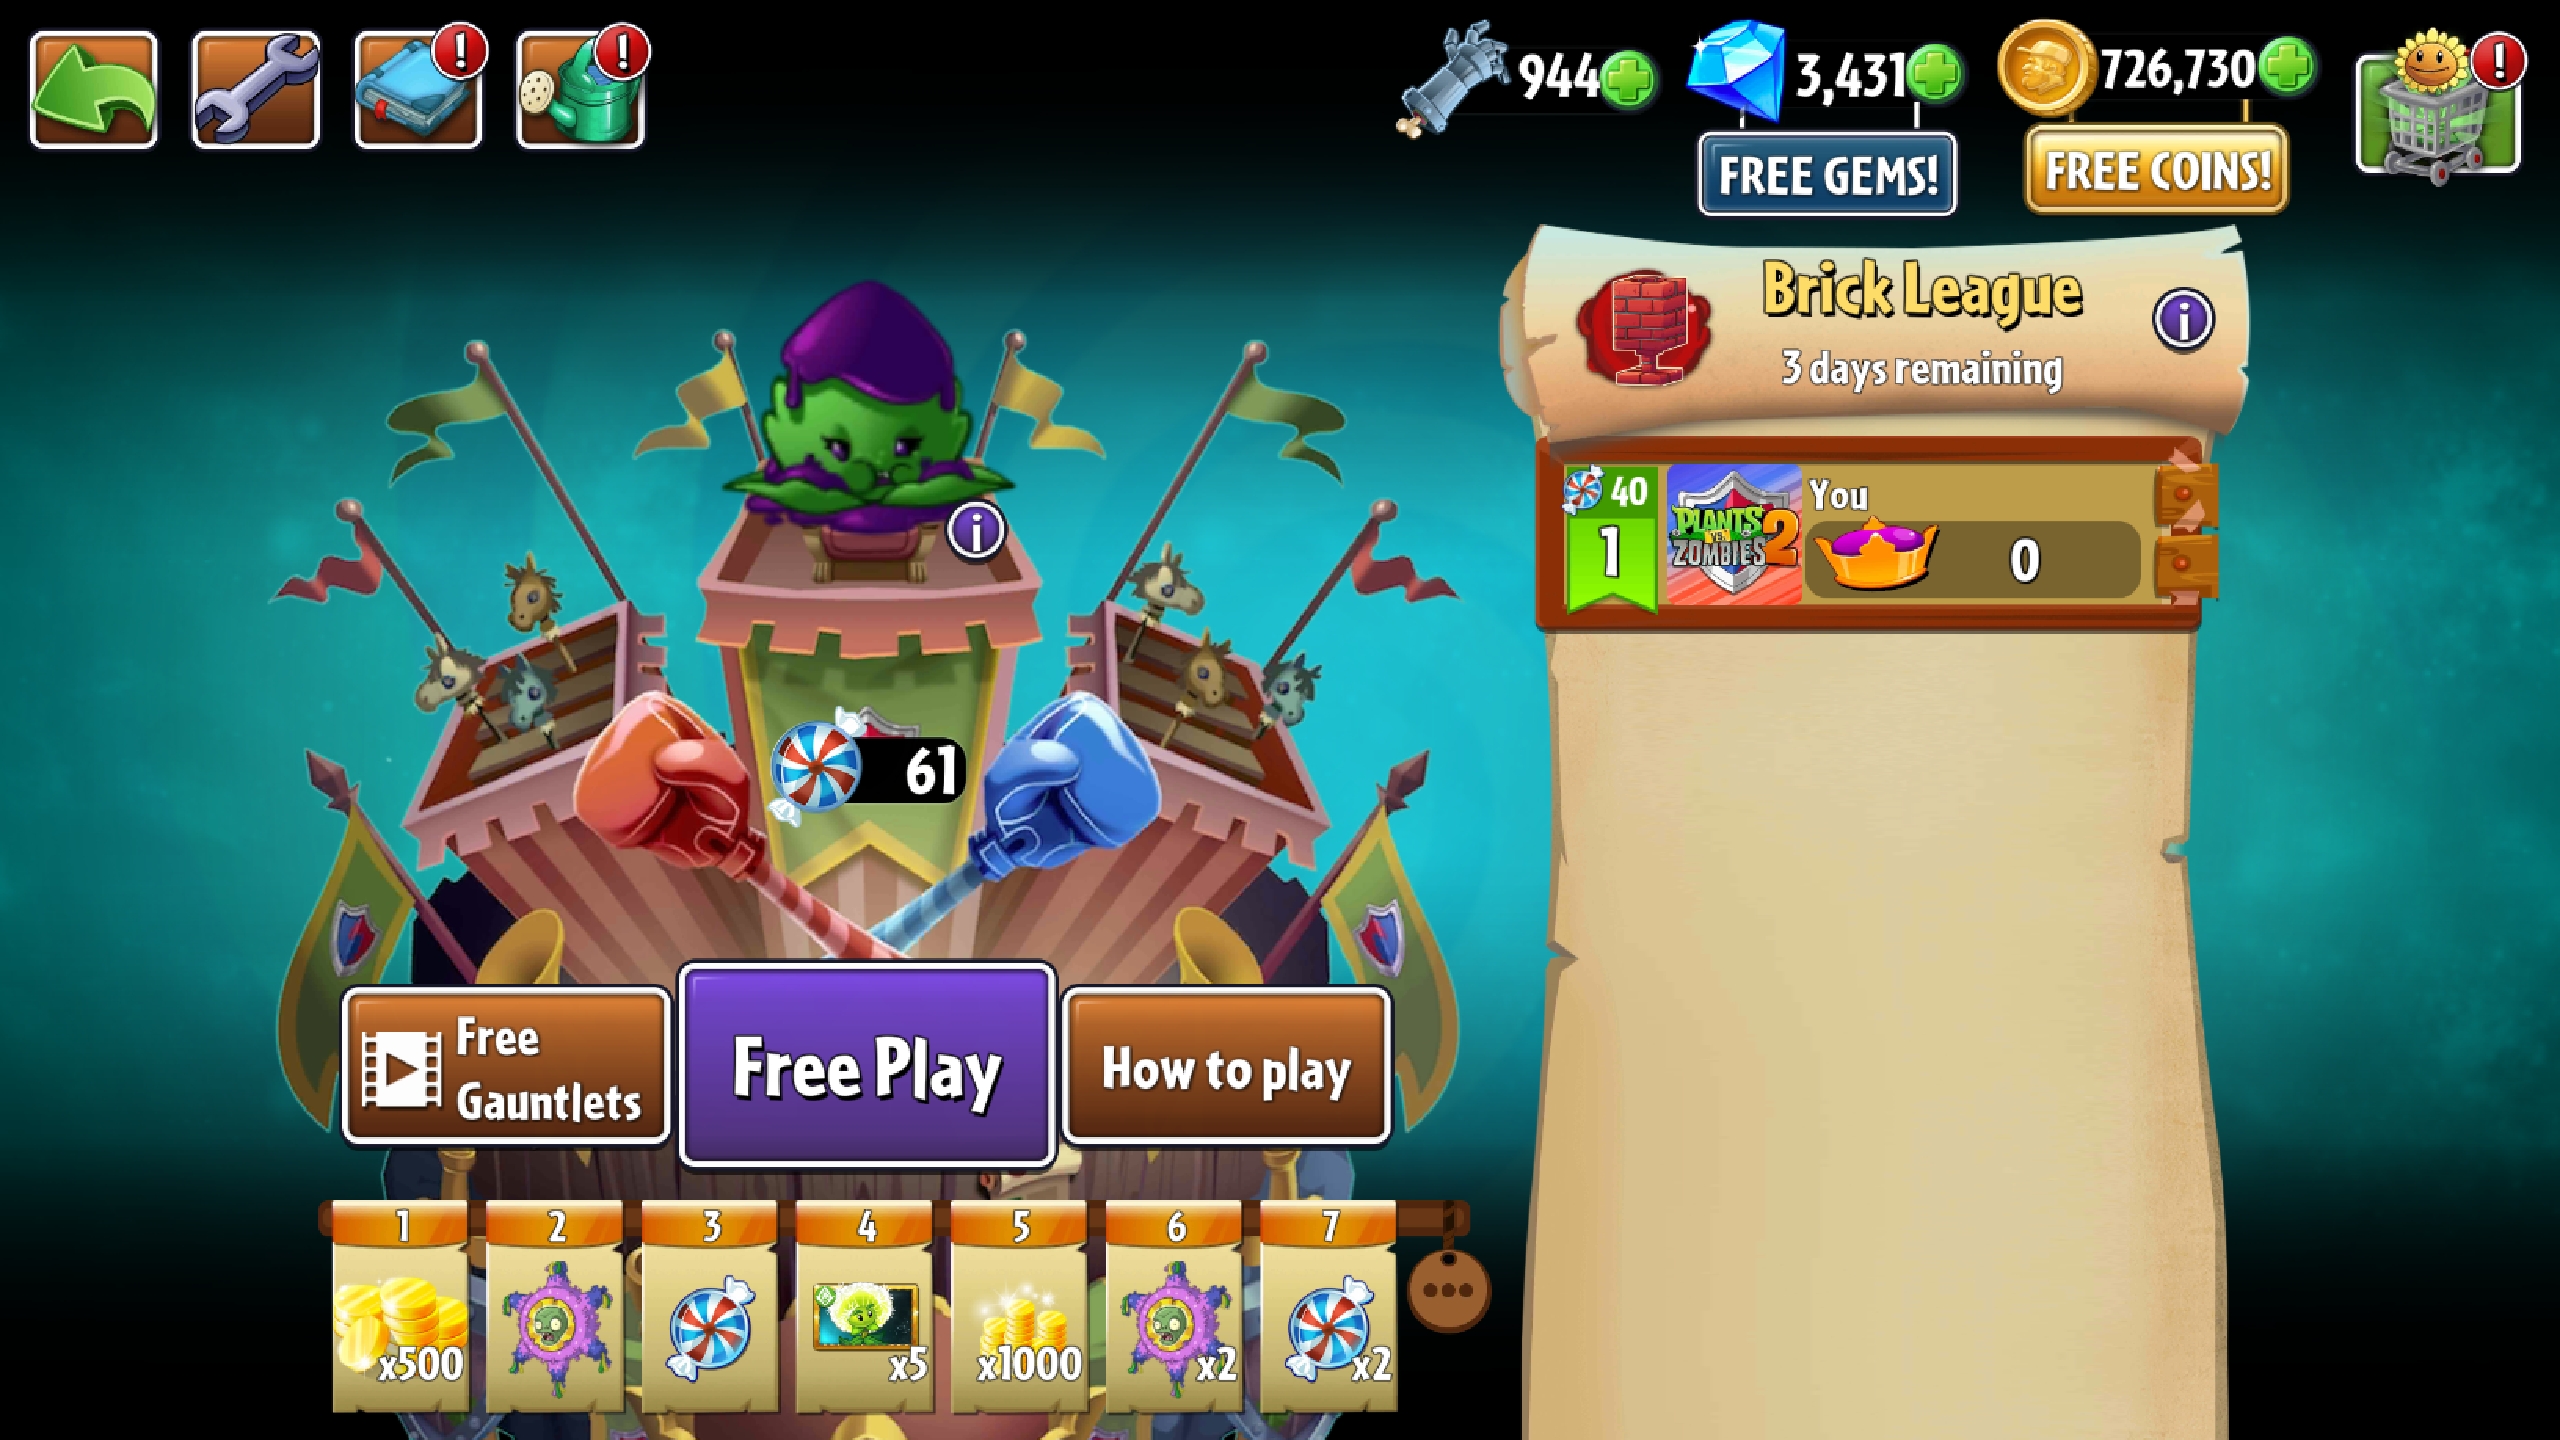 944
3,431
726,730
FREE GEMS!
FREE COINS!
Brick League
3 days remaining
40
1
PLANTS
VS.
ZOMBIES 2
You
0
61
Free
Gauntlets
Free Play
How to play
1
2
3
4
5
6
7
x500
x5
x1000
x2
x2